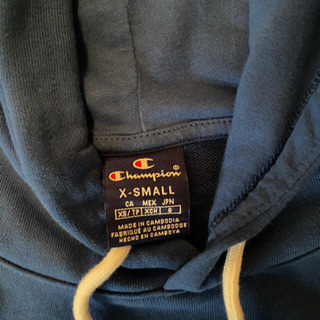 Champion
X-SMALL
CA MEX JPN
XS/TP XCH S
MADE IN CAMBODIA
FABRIQUÉ AU CAMBODGE
HECHO EN CAMBOYA